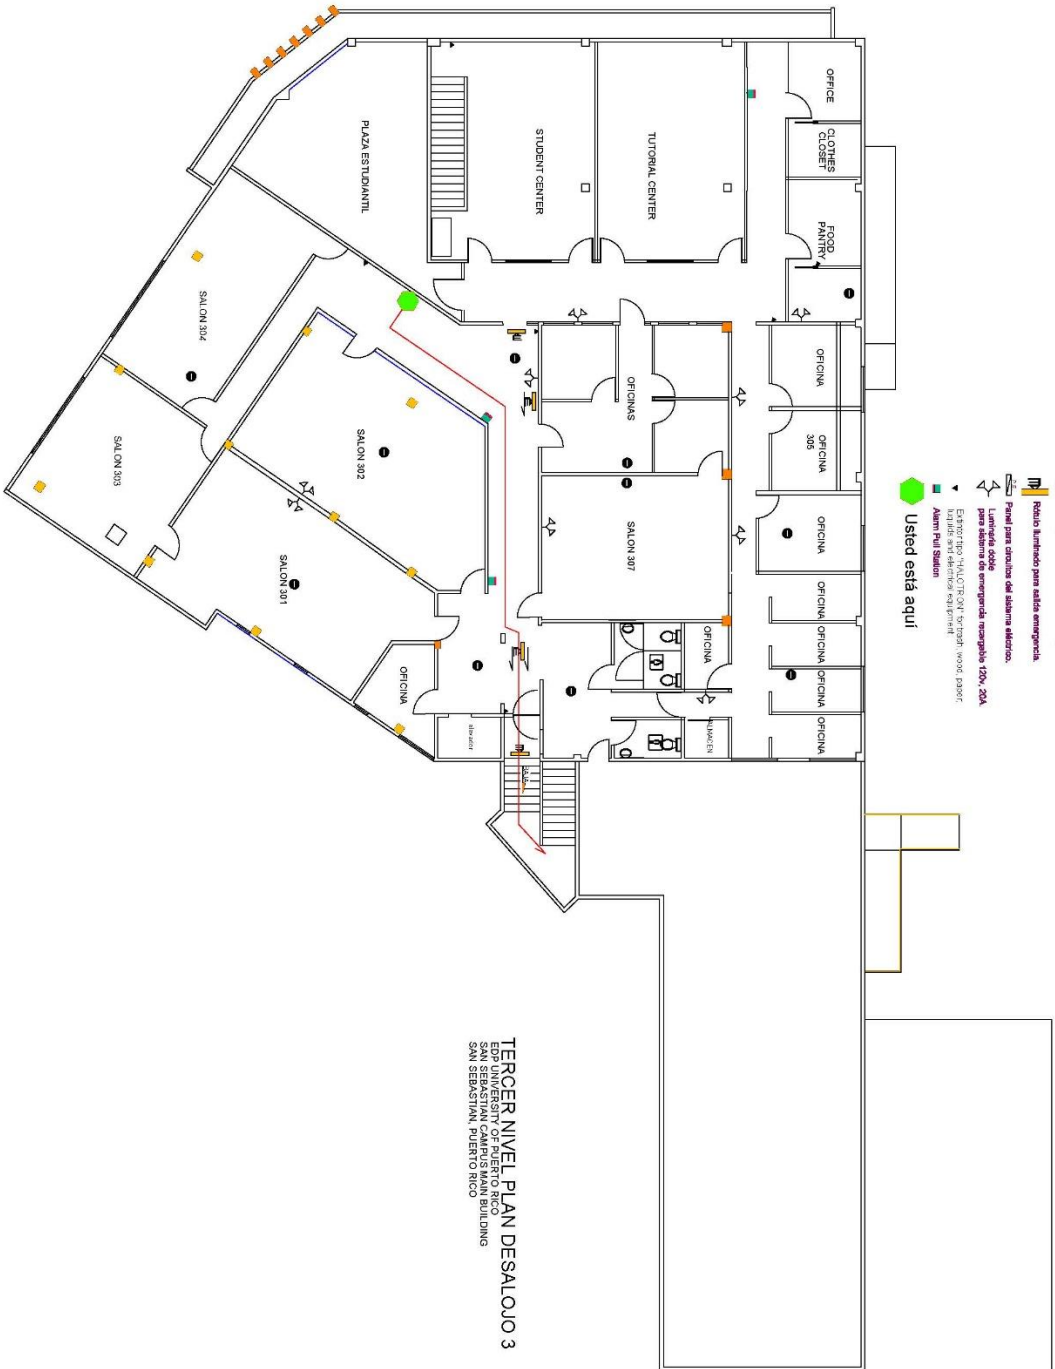 OFFICE
CLOTHES
CLOSET
FOOD
PANTRY
TUTORIAL CENTER
STUDENT CENTER
PLAZA ESTUDIANTIL
SALON 304
SALON 303
SALON 302
SALON 301
OFICINAS
OFICINA
OFICINA
305
OFICINA
SALON 307
OFICINA
OFICINA
OFICINA
OFICINA
OFICINA
ALMACEN
OFICINA
elevador
BAJA
Rótulo iluminado para salida emergencia.
Panel para circuitos del sistema eléctrico.
Luminaria doble
para sistema de emergencia recargable 120v, 20A
Extintor tipo "HALOTRON" for trash, wood, paper,
liquids and electrical equipment
Alarm Pull Station
Usted está aquí
TERCER NIVEL PLAN DESALOJO 3
EDP UNIVERSITY OF PUERTO RICO
SAN SEBASTIAN CAMPUS MAIN BUILDING
SAN SEBASTIAN, PUERTO RICO